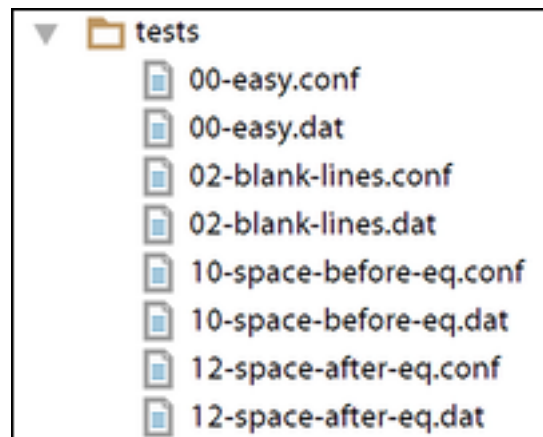 tests
00-easy.conf
00-easy.dat
02-blank-lines.conf
02-blank-lines.dat
10-space-before-eq.conf
10-space-before-eq.dat
12-space-after-eq.conf
12-space-after-eq.dat